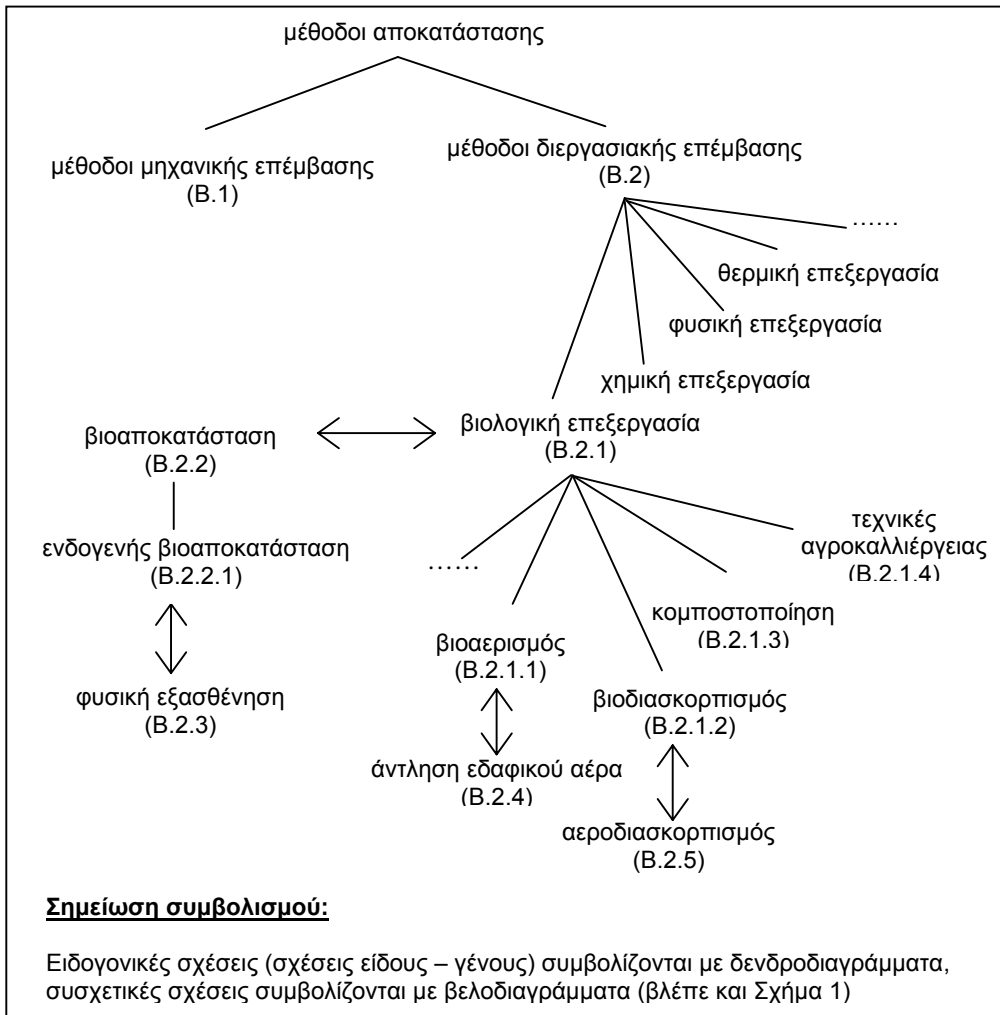 μέθοδοι αποκατάστασης
μέθοδοι μηχανικής επέμβασης
(Β.1)
μέθοδοι διεργασιακής επέμβασης
(Β.2)
……
θερμική επεξεργασία
φυσική επεξεργασία
χημική επεξεργασία
βιολογική επεξεργασία
(Β.2.1)
βιοαποκατάσταση
(Β.2.2)
ενδογενής βιοαποκατάσταση
(Β.2.2.1)
φυσική εξασθένηση
(Β.2.3)
……
βιοαερισμός
(Β.2.1.1)
άντληση εδαφικού αέρα
(Β.2.4)
βιοδιασκορπισμός
(Β.2.1.2)
αεροδιασκορπισμός
(Β.2.5)
κομποστοποίηση
(Β.2.1.3)
τεχνικές
αγροκαλλιέργειας
(Β.2.1.4)
Σημείωση συμβολισμού:
Ειδογονικές σχέσεις (σχέσεις είδους – γένους) συμβολίζονται με δενδροδιαγράμματα,
συσχετικές σχέσεις συμβολίζονται με βελοδιαγράμματα (βλέπε και Σχήμα 1)